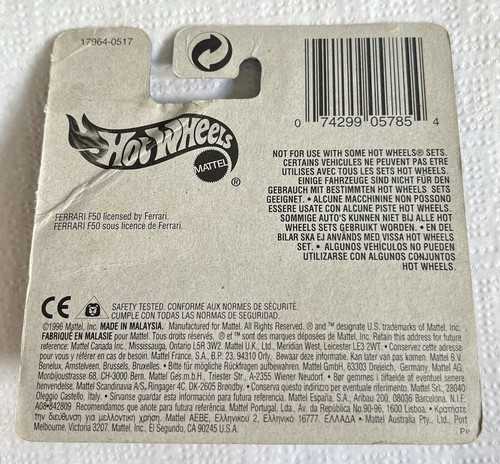 17964-0517
0 74299 05785 4
HOT WHEELS
MATTEL
®
FERRARI F50 licensed by Ferrari.
FERRARI F50 sous licence de Ferrari.
NOT FOR USE WITH SOME HOT WHEELS® SETS.
CERTAINS VEHICULES NE PEUVENT PAS ETRE
UTILISES AVEC TOUS LES SETS HOT WHEELS.
EINIGE FAHRZEUGE SIND NICHT FÜR DEN
GEBRAUCH MIT BESTIMMTEN HOT WHEELS SETS
GEEIGNET. • ALCUNE MACCHININE NON POSSONO
ESSERE USATE CON ALCUNE PISTE HOT WHEELS.
SOMMIGE AUTO'S KUNNEN NIET BIJ ALLE HOT
WHEELS SETS GEBRUIKT WORDEN. • EN DEL
BILAR SKA EJ ANVÄNDS MED VISSA HOT WHEELS
SET. • ALGUNOS VEHÍCULOS NO PUEDEN
UTILIZARSE CON ALGUNOS CONJUNTOS
HOT WHEELS.
CE SAFETY TESTED. CONFORME AUX NORMES DE SÉCURITÉ.
CUMPLE CON TODAS LAS NORMAS DE SEGURIDAD.
©1996 Mattel, Inc. MADE IN MALAYSIA. Manufactured for Mattel. All Rights Reserved. ® and ™ designate U.S. trademarks of Mattel, Inc.
FABRIQUÉ EN MALASIE pour Mattel. Tous droits réservés. ® et ™ sont des marques déposées de Mattel, Inc. Retain this address for future
reference: Mattel Canada Inc., Mississauga, Ontario L5R 3W2. Mattel U.K., Ltd., Meridian West, Leicester LE3 2WT. • Conservez cette adresse
pour vous y référer en cas de besoin. Mattel France, S.A., B.P. 23, 94310 Orly. Bewaar deze informatie. Kan later van pas komen. Mattel B.V.
Benelux, Amstelveen, Brussels, Bruxelles. • Bitte für mögliche Rückfragen aufbewahren. Mattel GmbH, 63303 Dreieich, Germany. Mattel AG,
Monbijoustrasse 68, CH-3000 Bern. Mattel Ges.m.b.H., Triester Str., A-2355 Wiener Neudorf. • Bør gemmes i tilfælde af eventuel senere
henvendelse. Mattel Scandinavia A/S., Ringager 4C. DK-2605 Brøndby. • Conserva questo indirizzo per eventuale riferimento. Mattel S.r.l., 28040
Oleggio Castello, Italy. • Sirvanse guardar esta información para futura referencia. Mattel España, S.A., Aribau 200, 08036 Barcelona. N.I.F.
A08-842809 Recomendamos que anote para futura referência. Mattel Portugal, Lda., Av. da República No.90-96, 1600 Lisboa. • Κρατηστε
την διεύθυνση για μελλοντική χρηση. Mattel AEBE, Ελληνικού 2, Ελληνικό 16777. ΕΛΛΑΔΑ • Mattel Australia Pty., Ltd., Port
Melbourne, Victoria 3207. Mattel, Inc., El Segundo, CA 90245 U.S.A.